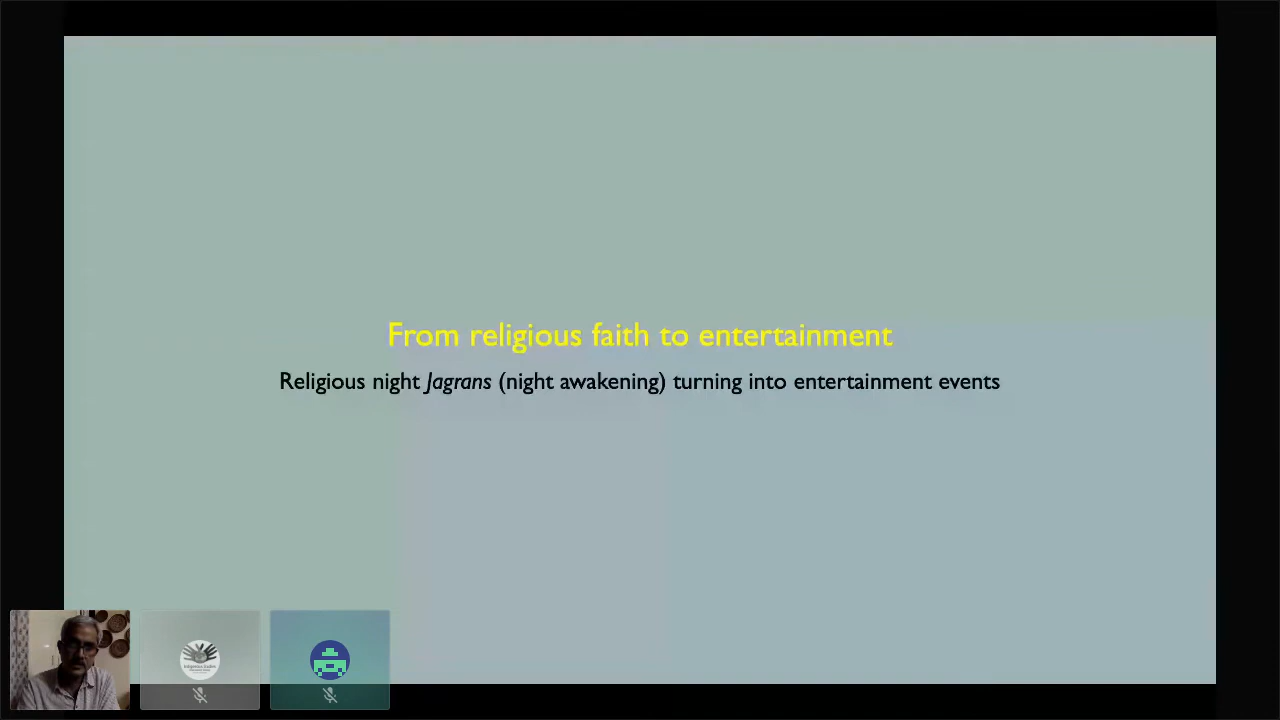 From religious faith to entertainment
Religious night Jagrans (night awakening) turning into entertainment events